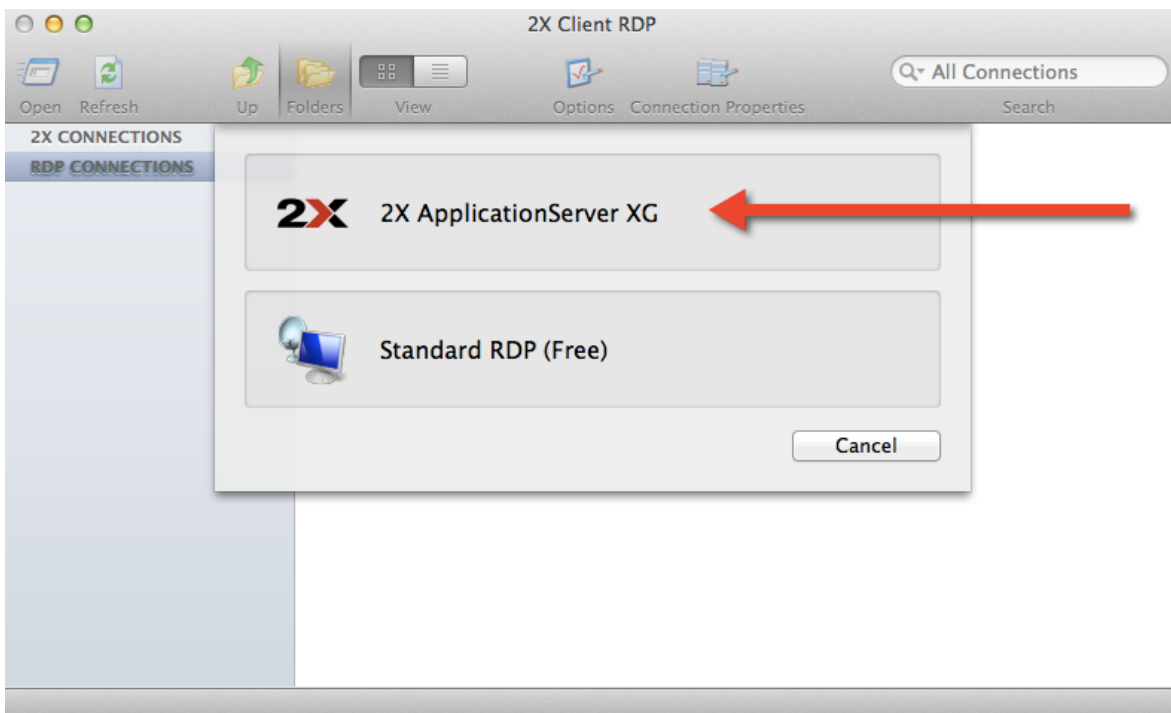 2X Client RDP
Open Refresh Up Folders View Options Connection Properties Search
All Connections
2X CONNECTIONS
RDP CONNECTIONS
2X 2X ApplicationServer XG
Standard RDP (Free)
Cancel